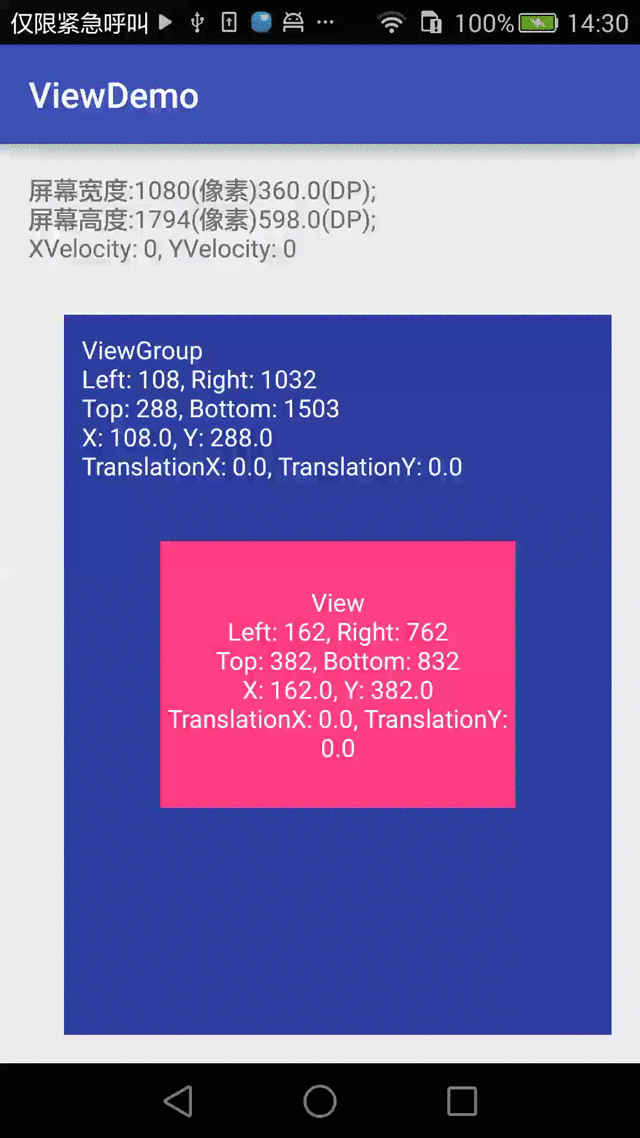 仅限紧急呼叫 100% 14:30
ViewDemo
屏幕宽度:1080(像素)360.0(DP);
屏幕高度:1794(像素)598.0(DP);
XVelocity: 0, YVelocity: 0
ViewGroup
Left: 108, Right: 1032
Top: 288, Bottom: 1503
X: 108.0, Y: 288.0
TranslationX: 0.0, TranslationY: 0.0
View
Left: 162, Right: 762
Top: 382, Bottom: 832
X: 162.0, Y: 382.0
TranslationX: 0.0, TranslationY:
0.0